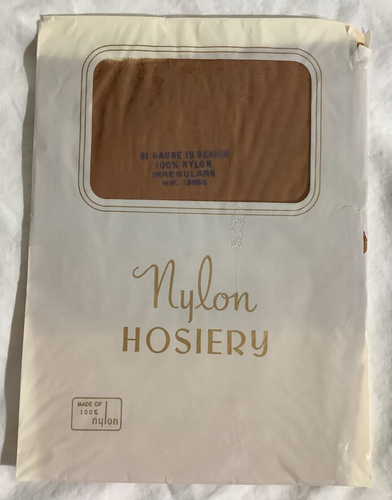 51 GAUGE 15 DENIER
100% NYLON
IRREGULARS
Nylon
HOSIERY
MADE OF
100%
nylon